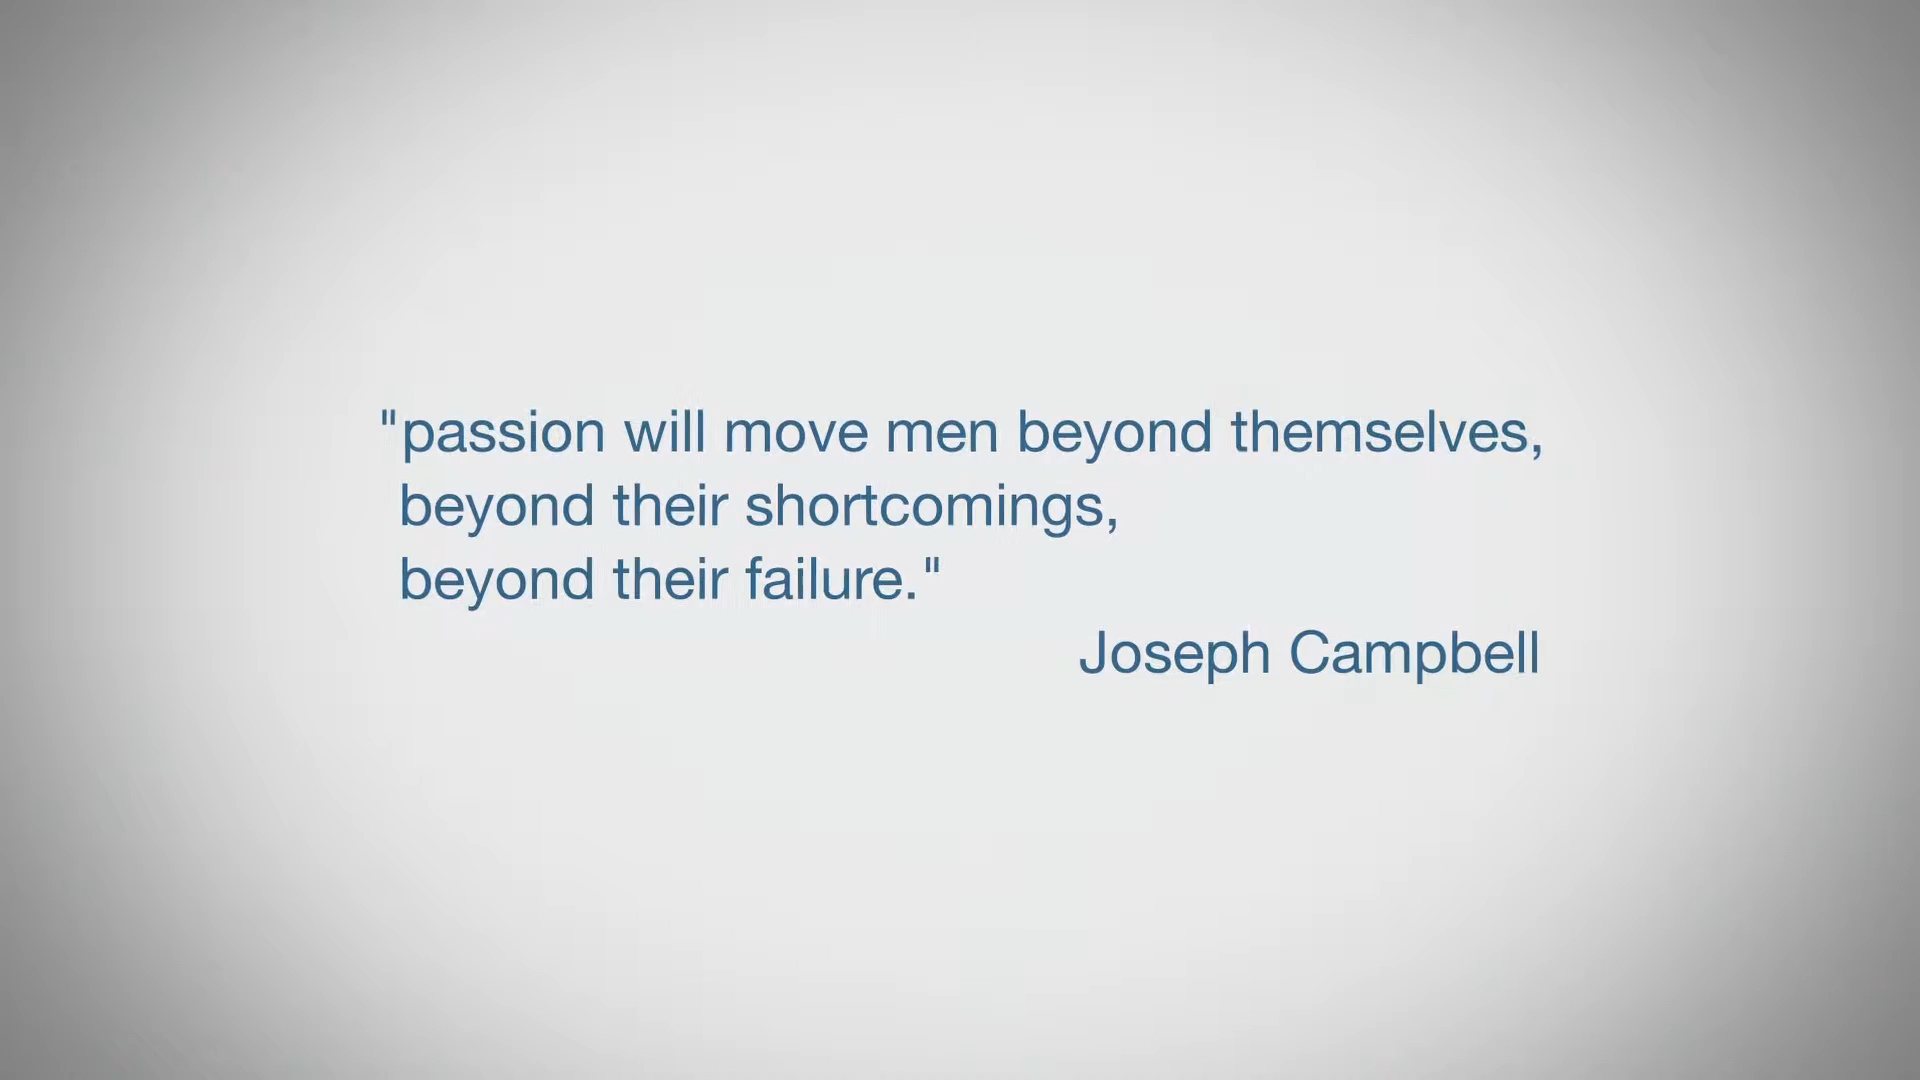 "passion will move men beyond themselves,
beyond their shortcomings,
beyond their failure."
Joseph Campbell